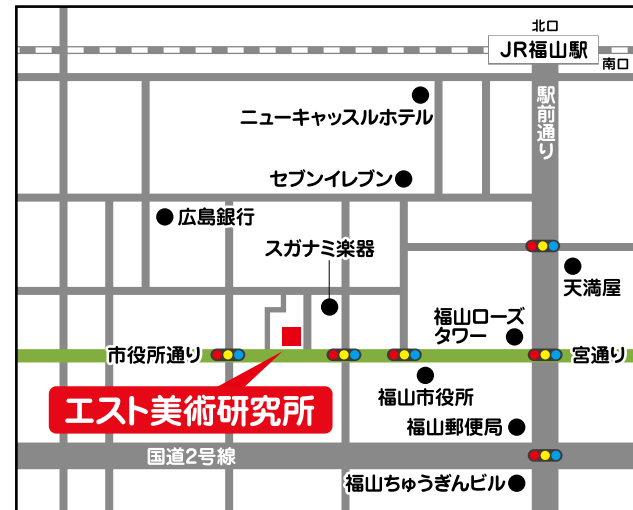 北口
JR福山駅
南口
駅前通り
ニューキャッスルホテル
セブンイレブン
広島銀行
スガナミ楽器
天満屋
福山ローズ
タワー
市役所通り
宮通り
福山市役所
エスト美術研究所
福山郵便局
国道2号線
福山ちゅうぎんビル